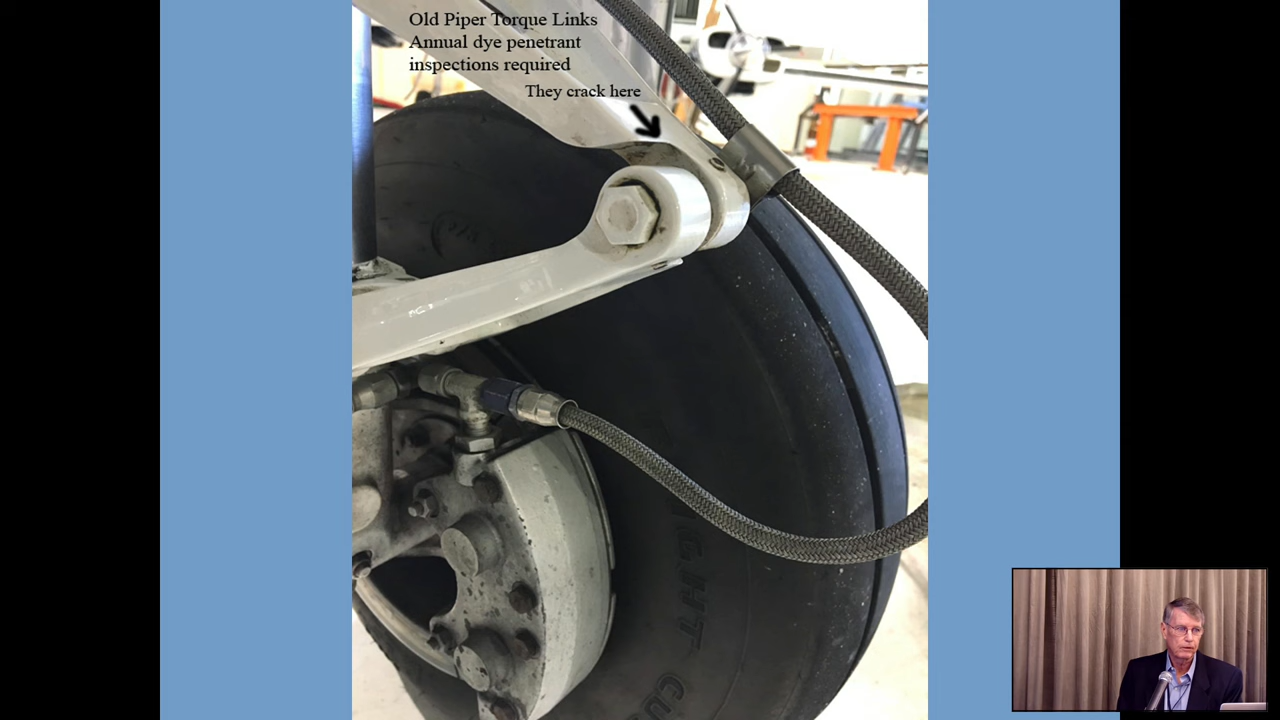 Old Piper Torque Links
Annual dye penetrant
inspections required
They crack here